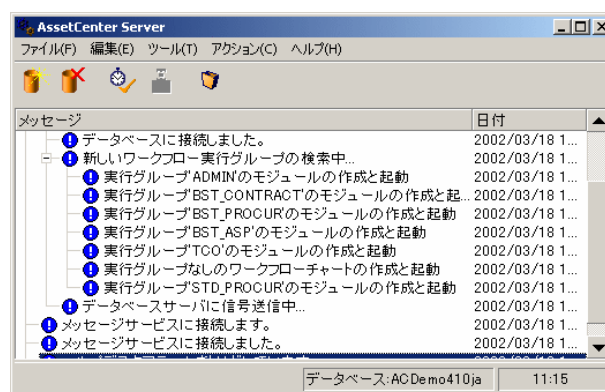 AssetCenter Server
ファイル(F) 編集(E) ツール(T) アクション(C) ヘルプ(H)
メッセージ 日付
データベースに接続しました。 2002/03/18 1...
新しいワークフロー実行グループの検索中... 2002/03/18 1...
実行グループ'ADMIN'のモジュールの作成と起動 2002/03/18 1...
実行グループ'BST_CONTRACT'のモジュールの作成と起... 2002/03/18 1...
実行グループ'BST_PROCUR'のモジュールの作成と起動 2002/03/18 1...
実行グループ'BST_ASP'のモジュールの作成と起動 2002/03/18 1...
実行グループ'TCO'のモジュールの作成と起動 2002/03/18 1...
実行グループなしのワークフローチャートの作成と起動 2002/03/18 1...
実行グループ'STD_PROCUR'のモジュールの作成と起動 2002/03/18 1...
データベースサーバに信号送信中... 2002/03/18 1...
メッセージサービスに接続します。 2002/03/18 1...
メッセージサービスに接続しました。 2002/03/18 1...
データベース:ACDemo410ja 11:15